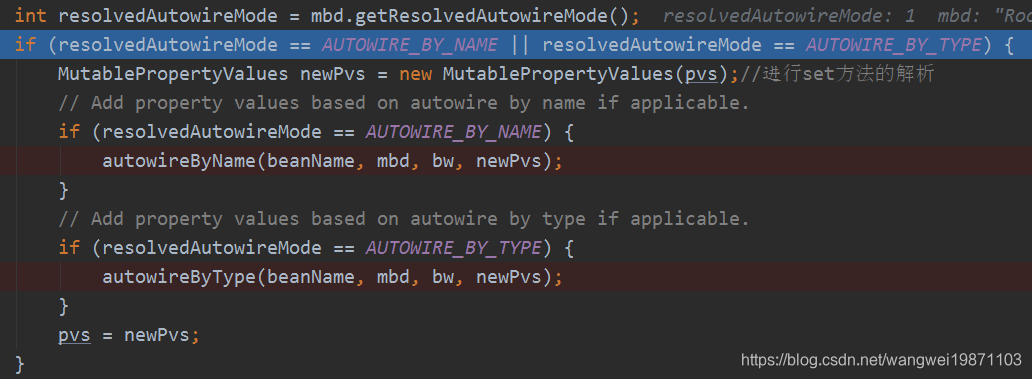 int resolvedAutowireMode = mbd.getResolvedAutowireMode(); resolvedAutowireMode: 1 mbd: "Roo
if (resolvedAutowireMode == AUTOWIRE_BY_NAME || resolvedAutowireMode == AUTOWIRE_BY_TYPE) {
MutablePropertyValues newPvs = new MutablePropertyValues(pvs);//进行set方法的解析
// Add property values based on autowire by name if applicable.
if (resolvedAutowireMode == AUTOWIRE_BY_NAME) {
autowireByName(beanName, mbd, bw, newPvs);
}
// Add property values based on autowire by type if applicable.
if (resolvedAutowireMode == AUTOWIRE_BY_TYPE) {
autowireByType(beanName, mbd, bw, newPvs);
}
pvs = newPvs;
}
https://blog.csdn.net/wangwei19871103